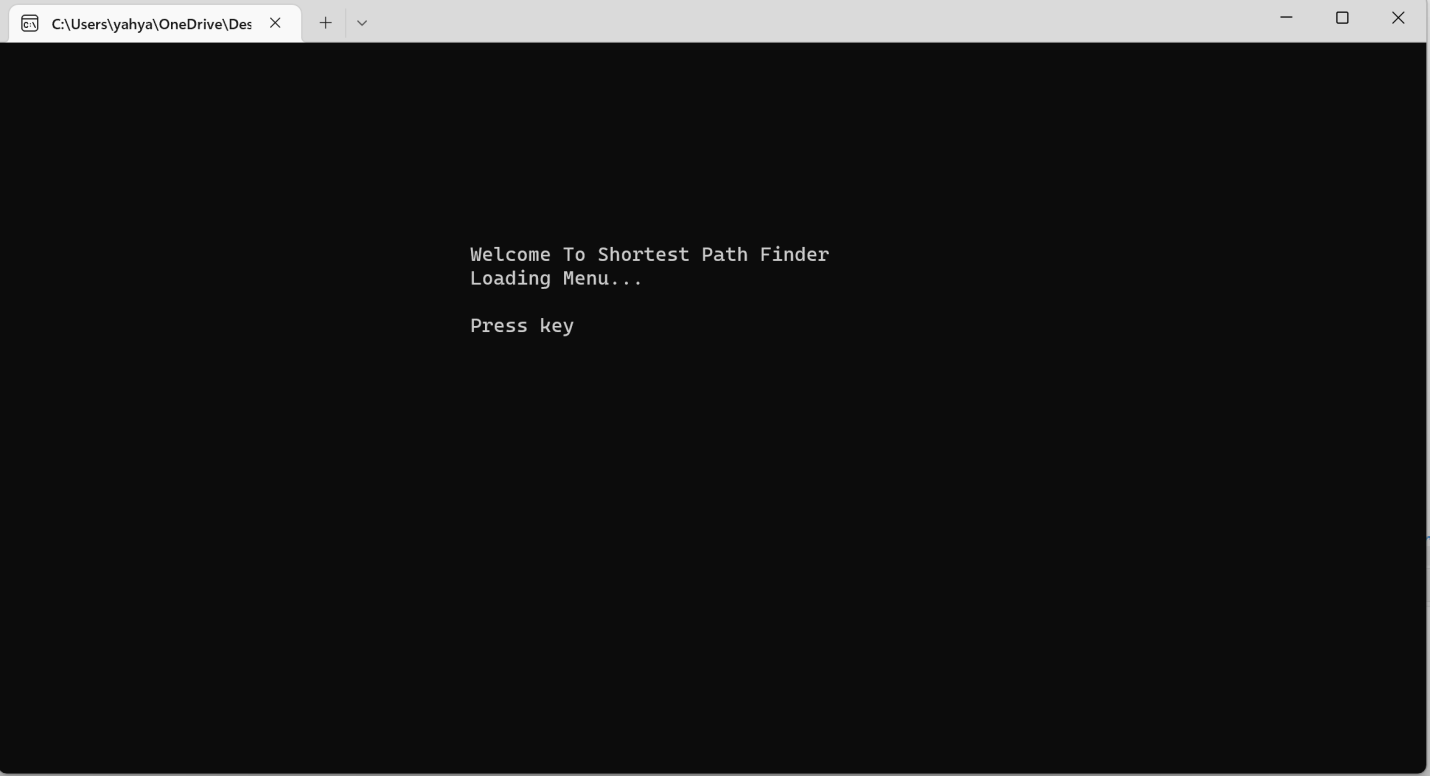 C:\Users\yahya\OneDrive\Des
Welcome To Shortest Path Finder
Loading Menu...
Press key